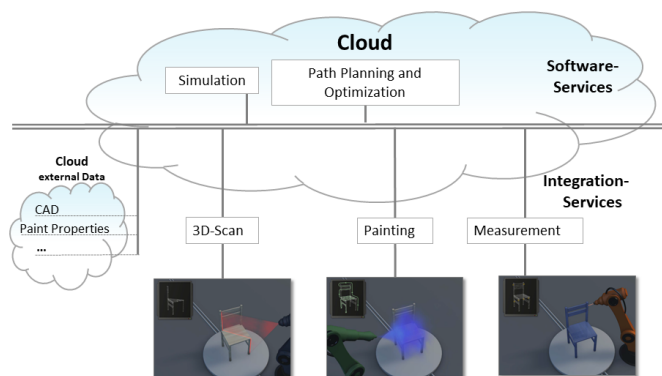 Cloud
Simulation
Path Planning and
Optimization
Software-
Services
Cloud
external Data
CAD
Paint Properties
...
Integration-
Services
3D-Scan
Painting
Measurement